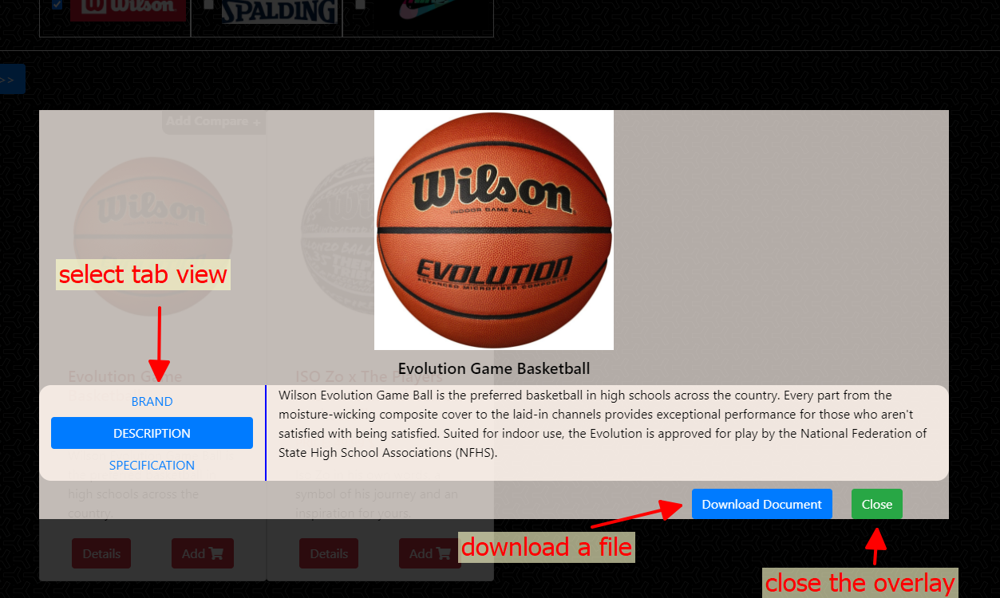 Wilson.
SPALDING
>>
Add Compare +
Wilson
INDOOR GAME BALL
EVOLUTION
ADVANCED MICROFIBER COMPOSITE
Wilson
select tab view
Evolution Game
ISO Zo x The Players
Evolution Game Basketball
BRAND
DESCRIPTION
SPECIFICATION
Wilson Evolution Game Ball is the preferred basketball in high schools across the country. Every part from the
moisture-wicking composite cover to the laid-in channels provides exceptional performance for those who aren't
satisfied with being satisfied. Suited for indoor use, the Evolution is approved for play by the National Federation of
State High School Associations (NFHS).
high schools across the
country
symbol of his journey and an
inspiration for yours
Download Document
Close
Details
Add
Details
Add
download a file
close the overlay